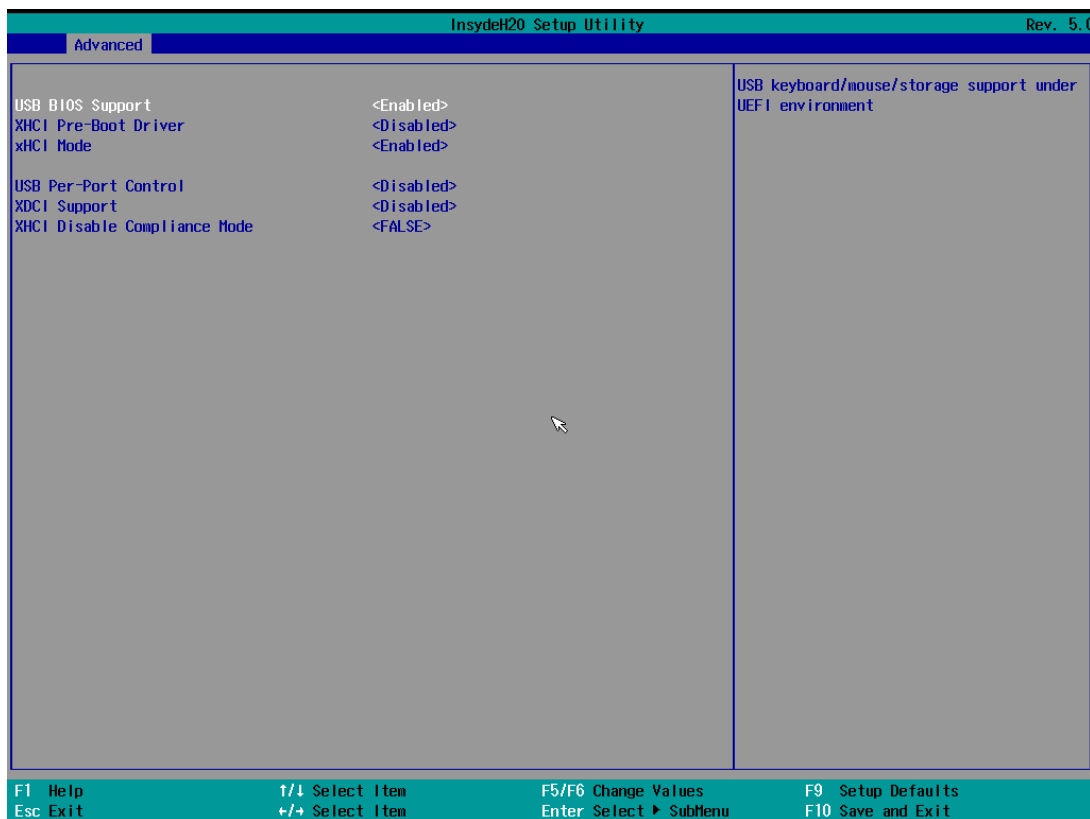 InsydeH20 Setup Utility Rev. 5.0
Advanced
USB BIOS Support <Enabled>
XHCI Pre-Boot Driver <Disabled>
xHCI Mode <Enabled>
USB Per-Port Control <Disabled>
XDCI Support <Disabled>
XHCI Disable Compliance Mode <FALSE>
USB keyboard/mouse/storage support under
UEFI environment
F1 Help ↑/↓ Select Item F5/F6 Change Values F9 Setup Defaults
Esc Exit ←/→ Select Item Enter Select ▶ SubMenu F10 Save and Exit